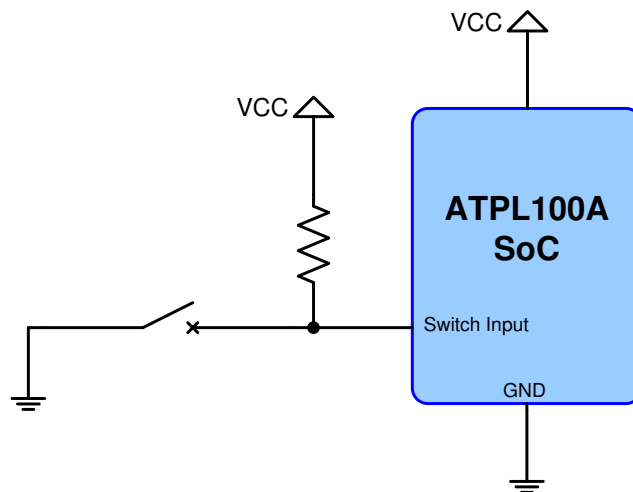 VCC
VCC
ATPL100A
SoC
Switch Input
GND